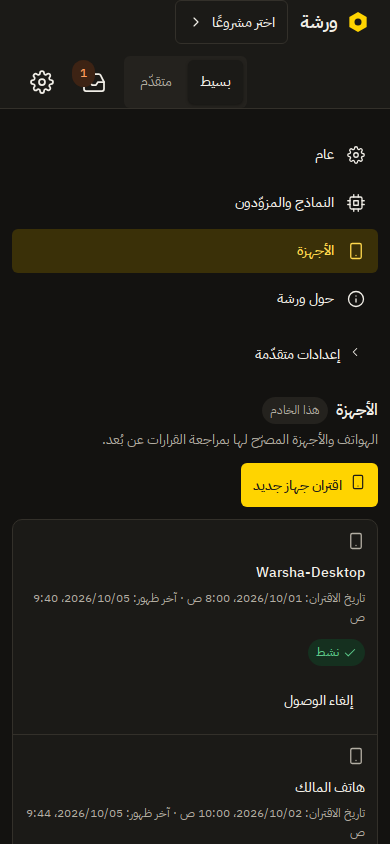 ورشة
اختر مشروعًا
بسيط
متقدّم
1
عام
النماذج والمزوّدون
الأجهزة
حول ورشة
إعدادات متقدّمة
الأجهزة
هذا الخادم
الهواتف والأجهزة المصرّح لها بمراجعة القرارات عن بُعد.
اقتران جهاز جديد
Warsha-Desktop
تاريخ الاقتران: 2026/10/01، 8:00 ص · آخر ظهور: 2026/10/05، 9:40
ص
نشط
إلغاء الوصول
هاتف المالك
تاريخ الاقتران: 2026/10/02، 10:00 ص · آخر ظهور: 2026/10/05، 9:44
ص